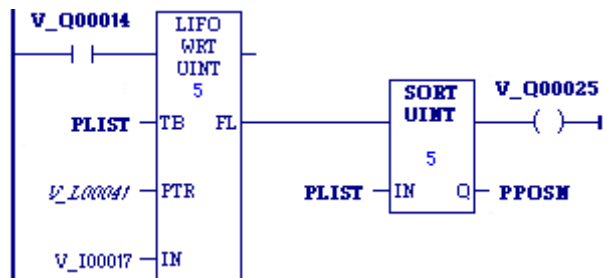 V_Q00014
LIFO
WRT
UINT
5
PLIST TB FL
V_L00041 PTR
V_I00017 IN
SORT
UINT
5
V_Q00025
PLIST IN Q PPOSN